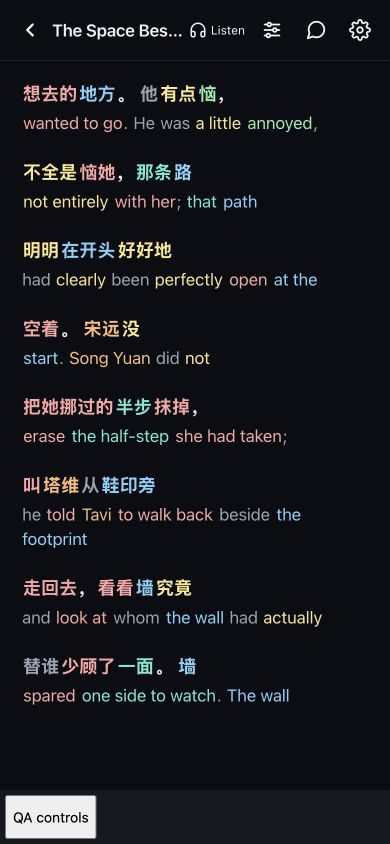 The Space Bes... Listen
想去的地方。 他有点恼，
wanted to go. He was a little annoyed,
不全是恼她，那条路
not entirely with her; that path
明明在开头好好地
had clearly been perfectly open at the
空着。 宋远没
start. Song Yuan did not
把她挪过的半步抹掉，
erase the half-step she had taken;
叫塔维从鞋印旁
he told Tavi to walk back beside the
footprint
走回去，看看墙究竟
and look at whom the wall had actually
替谁少顾了一面。 墙
spared one side to watch. The wall
QA controls